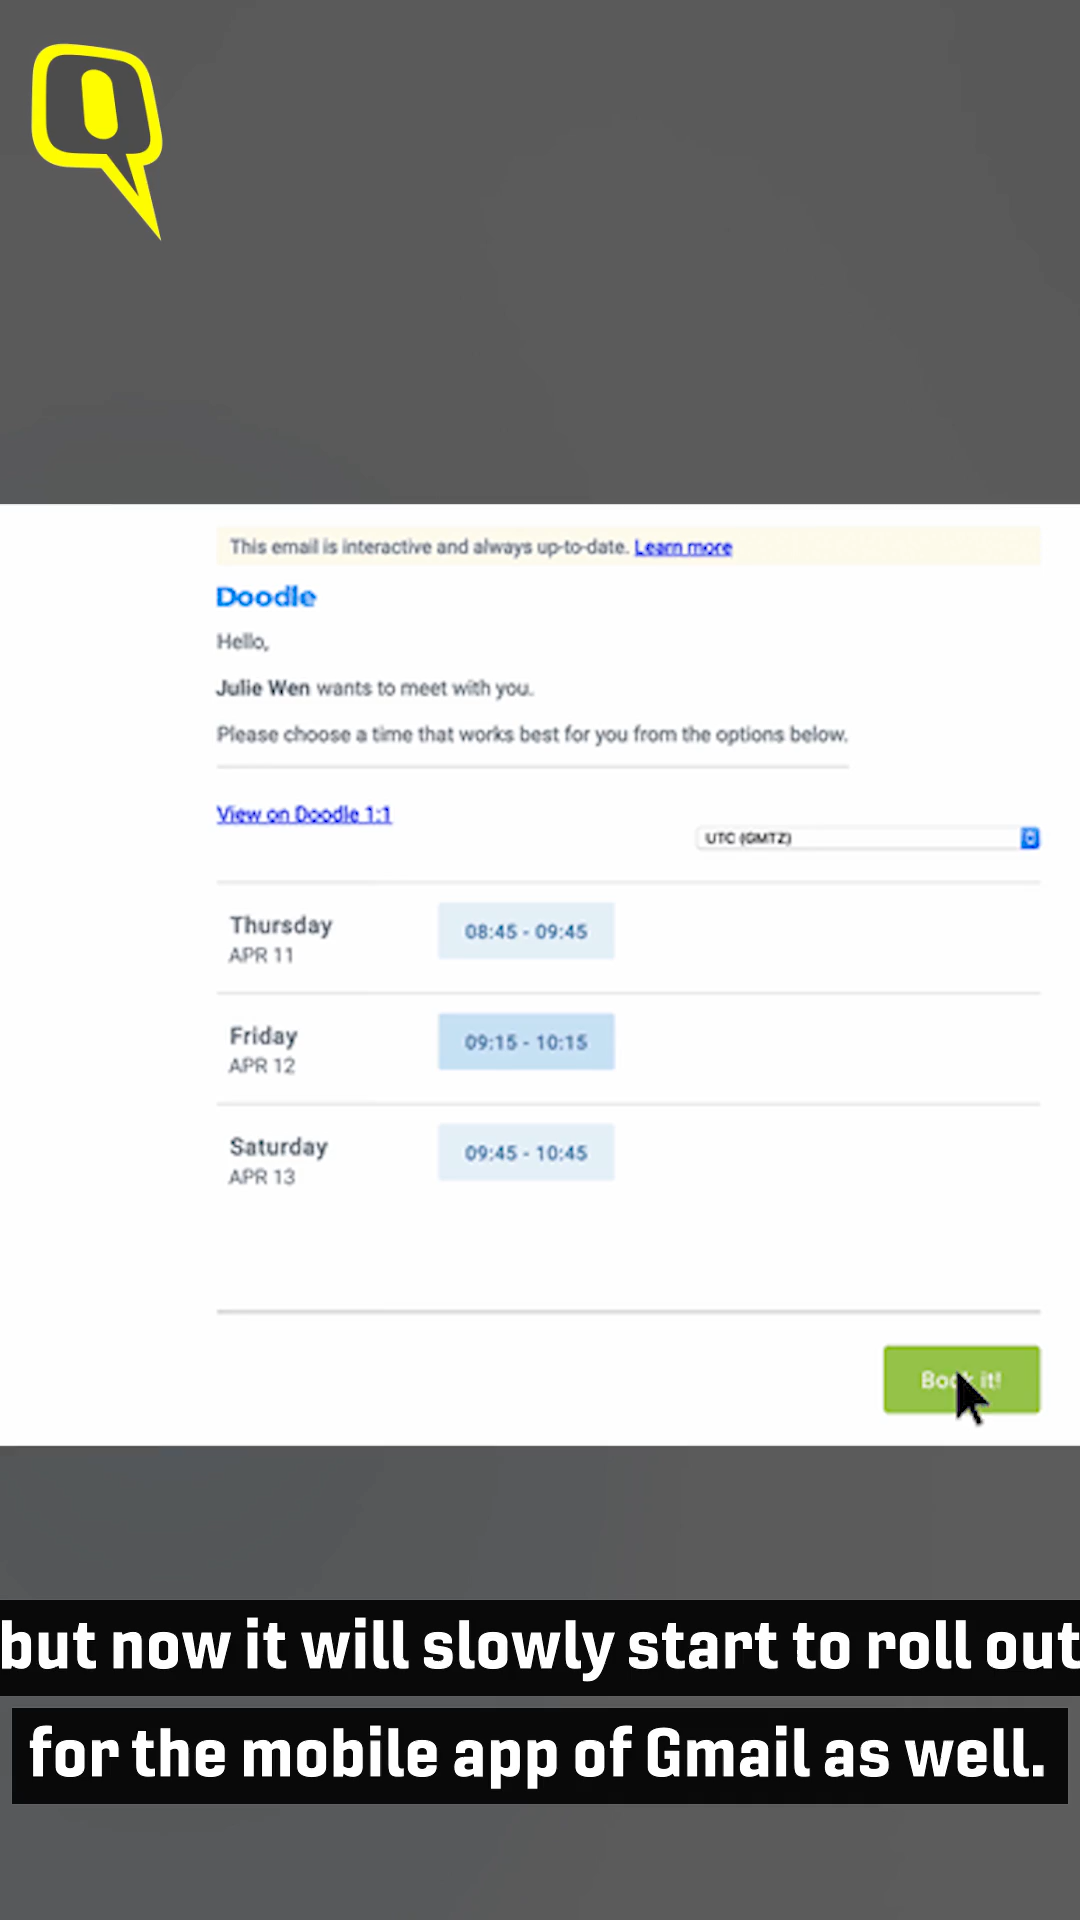 This email is interactive and always up-to-date. Learn more
Doodle
Hello,
Julie Wen wants to meet with you.
Please choose a time that works best for you from the options below.
View on Doodle 1:1
UTC (GMTZ)
Thursday
APR 11
08:45 - 09:45
Friday
APR 12
09:15 - 10:15
Saturday
APR 13
09:45 - 10:45
Book it!
but now it will slowly start to roll out
for the mobile app of Gmail as well.